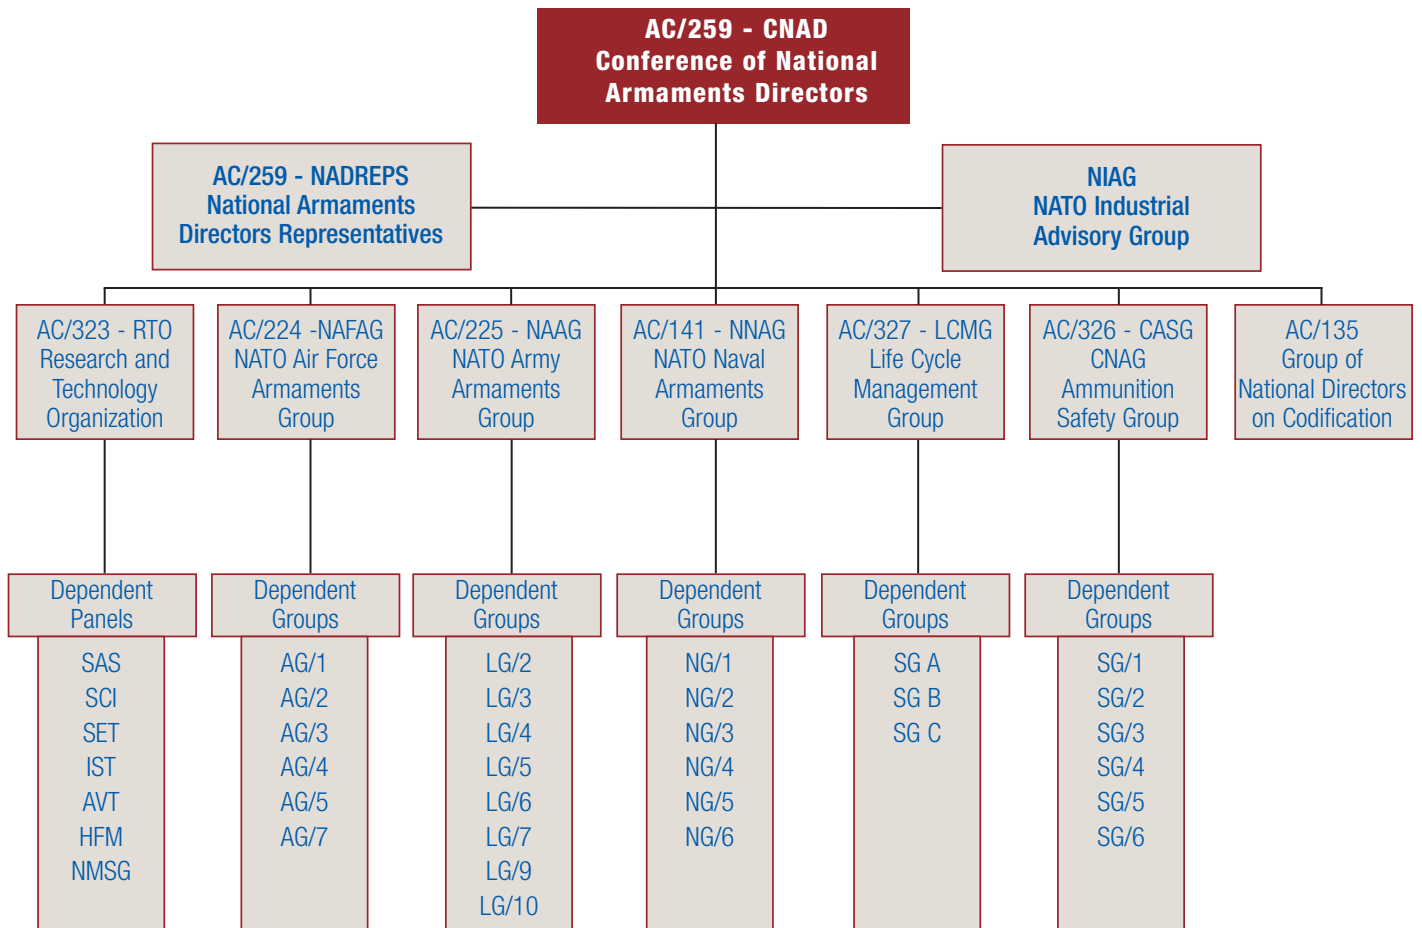 AC/259 - CNAD
Conference of National
Armaments Directors
AC/259 - NADREPS
National Armaments
Directors Representatives
NIAG
NATO Industrial
Advisory Group
AC/323 - RTO
Research and
Technology
Organization
AC/224 -NAFAG
NATO Air Force
Armaments
Group
AC/225 - NAAG
NATO Army
Armaments
Group
AC/141 - NNAG
NATO Naval
Armaments
Group
AC/327 - LCMG
Life Cycle
Management
Group
AC/326 - CASG
CNAG
Ammunition
Safety Group
AC/135
Group of
National Directors
on Codification
Dependent
Panels
SAS
SCI
SET
IST
AVT
HFM
NMSG
Dependent
Groups
AG/1
AG/2
AG/3
AG/4
AG/5
AG/7
Dependent
Groups
LG/2
LG/3
LG/4
LG/5
LG/6
LG/7
LG/9
LG/10
Dependent
Groups
NG/1
NG/2
NG/3
NG/4
NG/5
NG/6
Dependent
Groups
SG A
SG B
SG C
Dependent
Groups
SG/1
SG/2
SG/3
SG/4
SG/5
SG/6